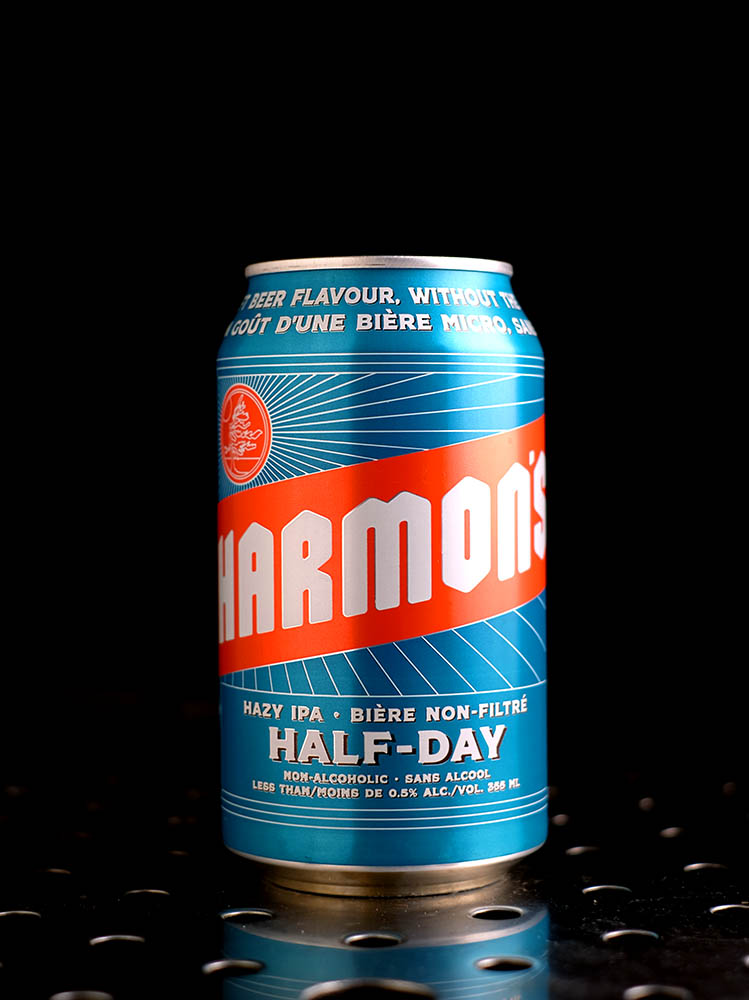 BEER FLAVOUR, WITHOUT THE
GOÛT D'UNE BIÈRE MICRO,
HARMON'S
HAZY IPA • BIÈRE NON-FILTRÉ
HALF-DAY
NON-ALCOHOLIC • SANS ALCOOL
LESS THAN/MOINS DE 0.5% ALC./VOL. 355 ML